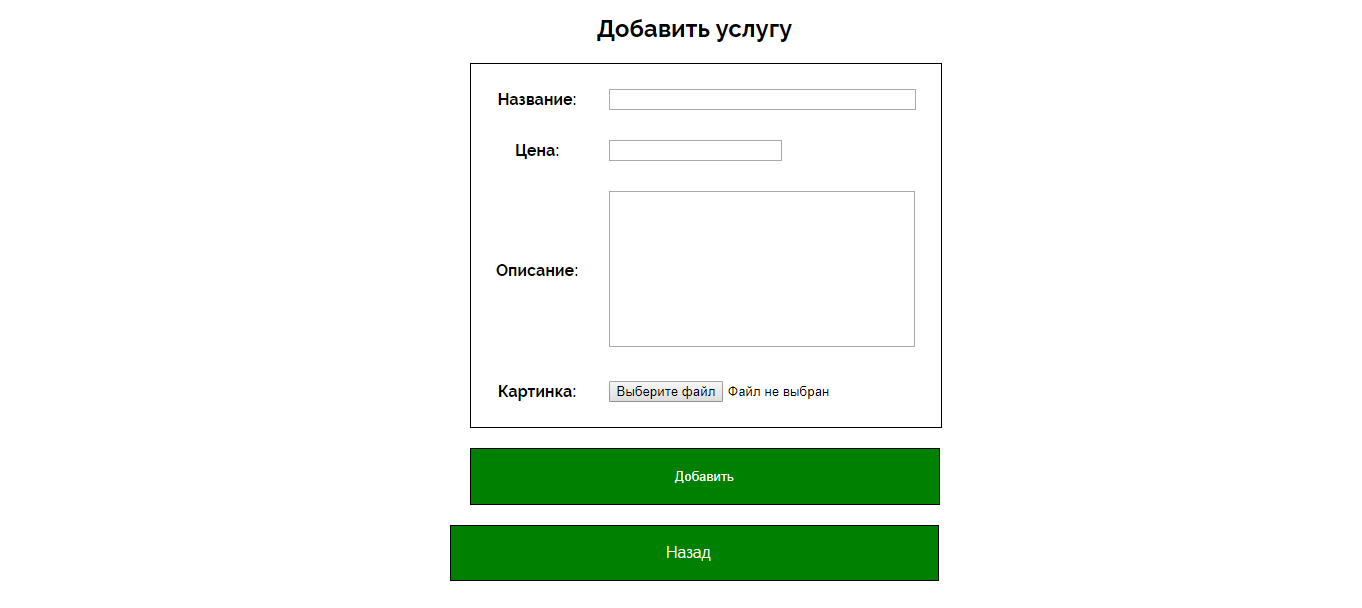 Добавить услугу
Название:
Цена:
Описание:
Картинка: Выберите файл Файл не выбран
Добавить
Назад